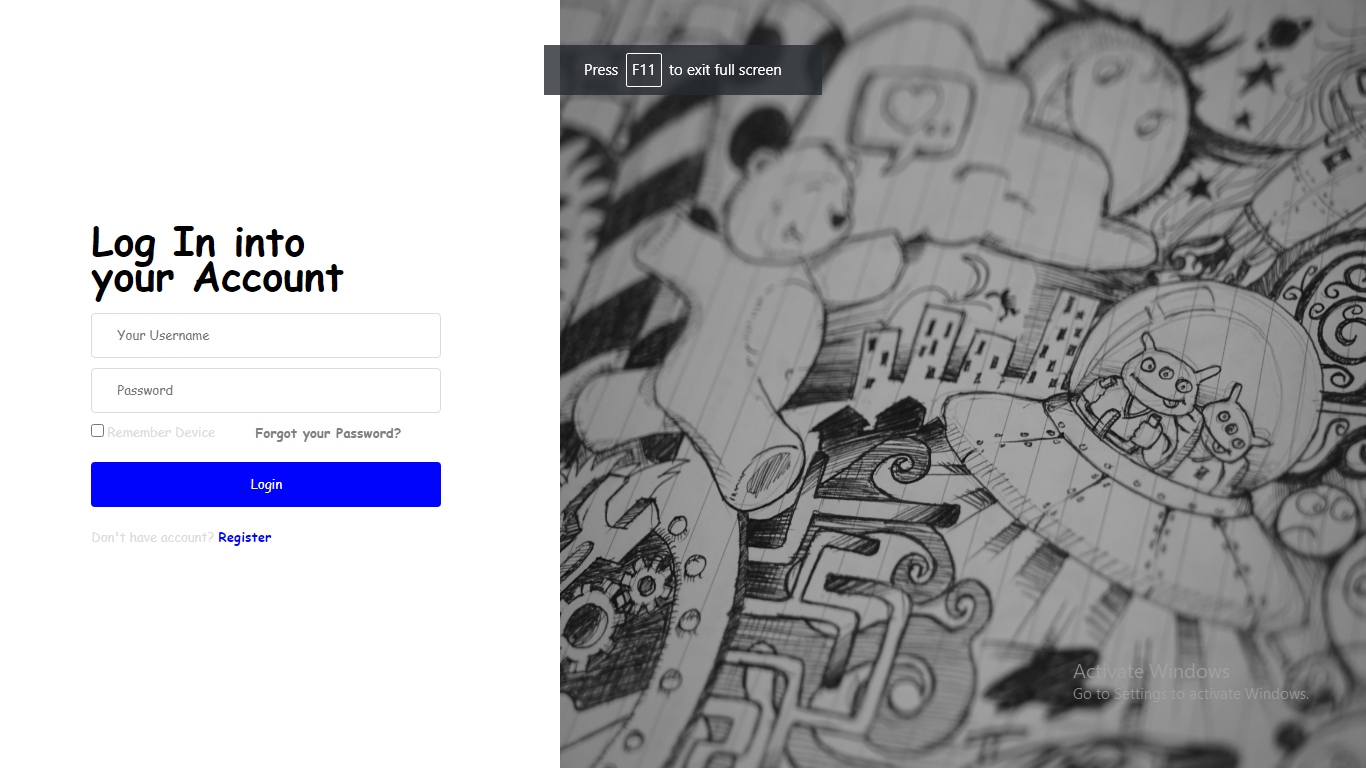 Press F11 to exit full screen
Log In into
your Account
Your Username
Password
Remember Device Forgot your Password?
Login
Don't have account? Register
Activate Windows
Go to Settings to activate Windows.